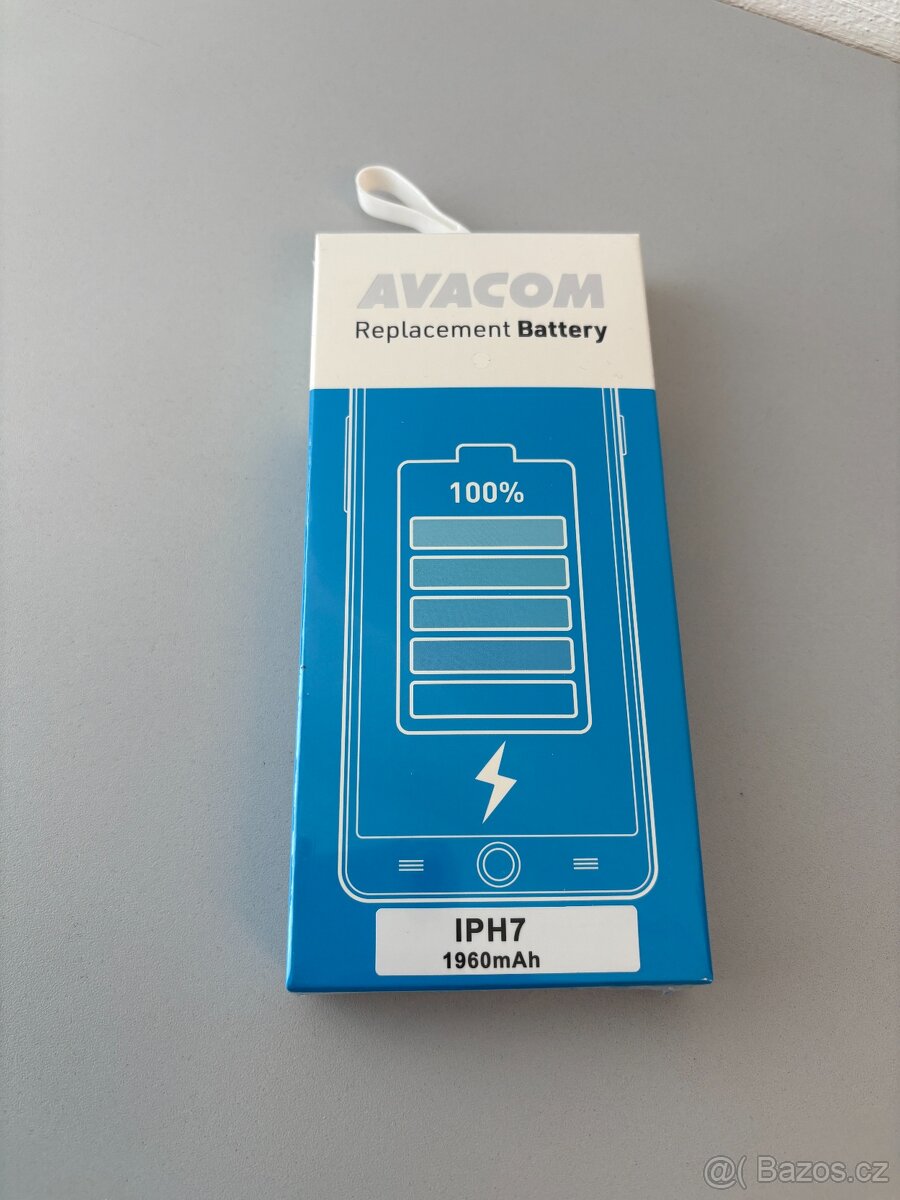 AVACOM
Replacement Battery
100%
IPH7
1960mAh
@( Bazos.cz